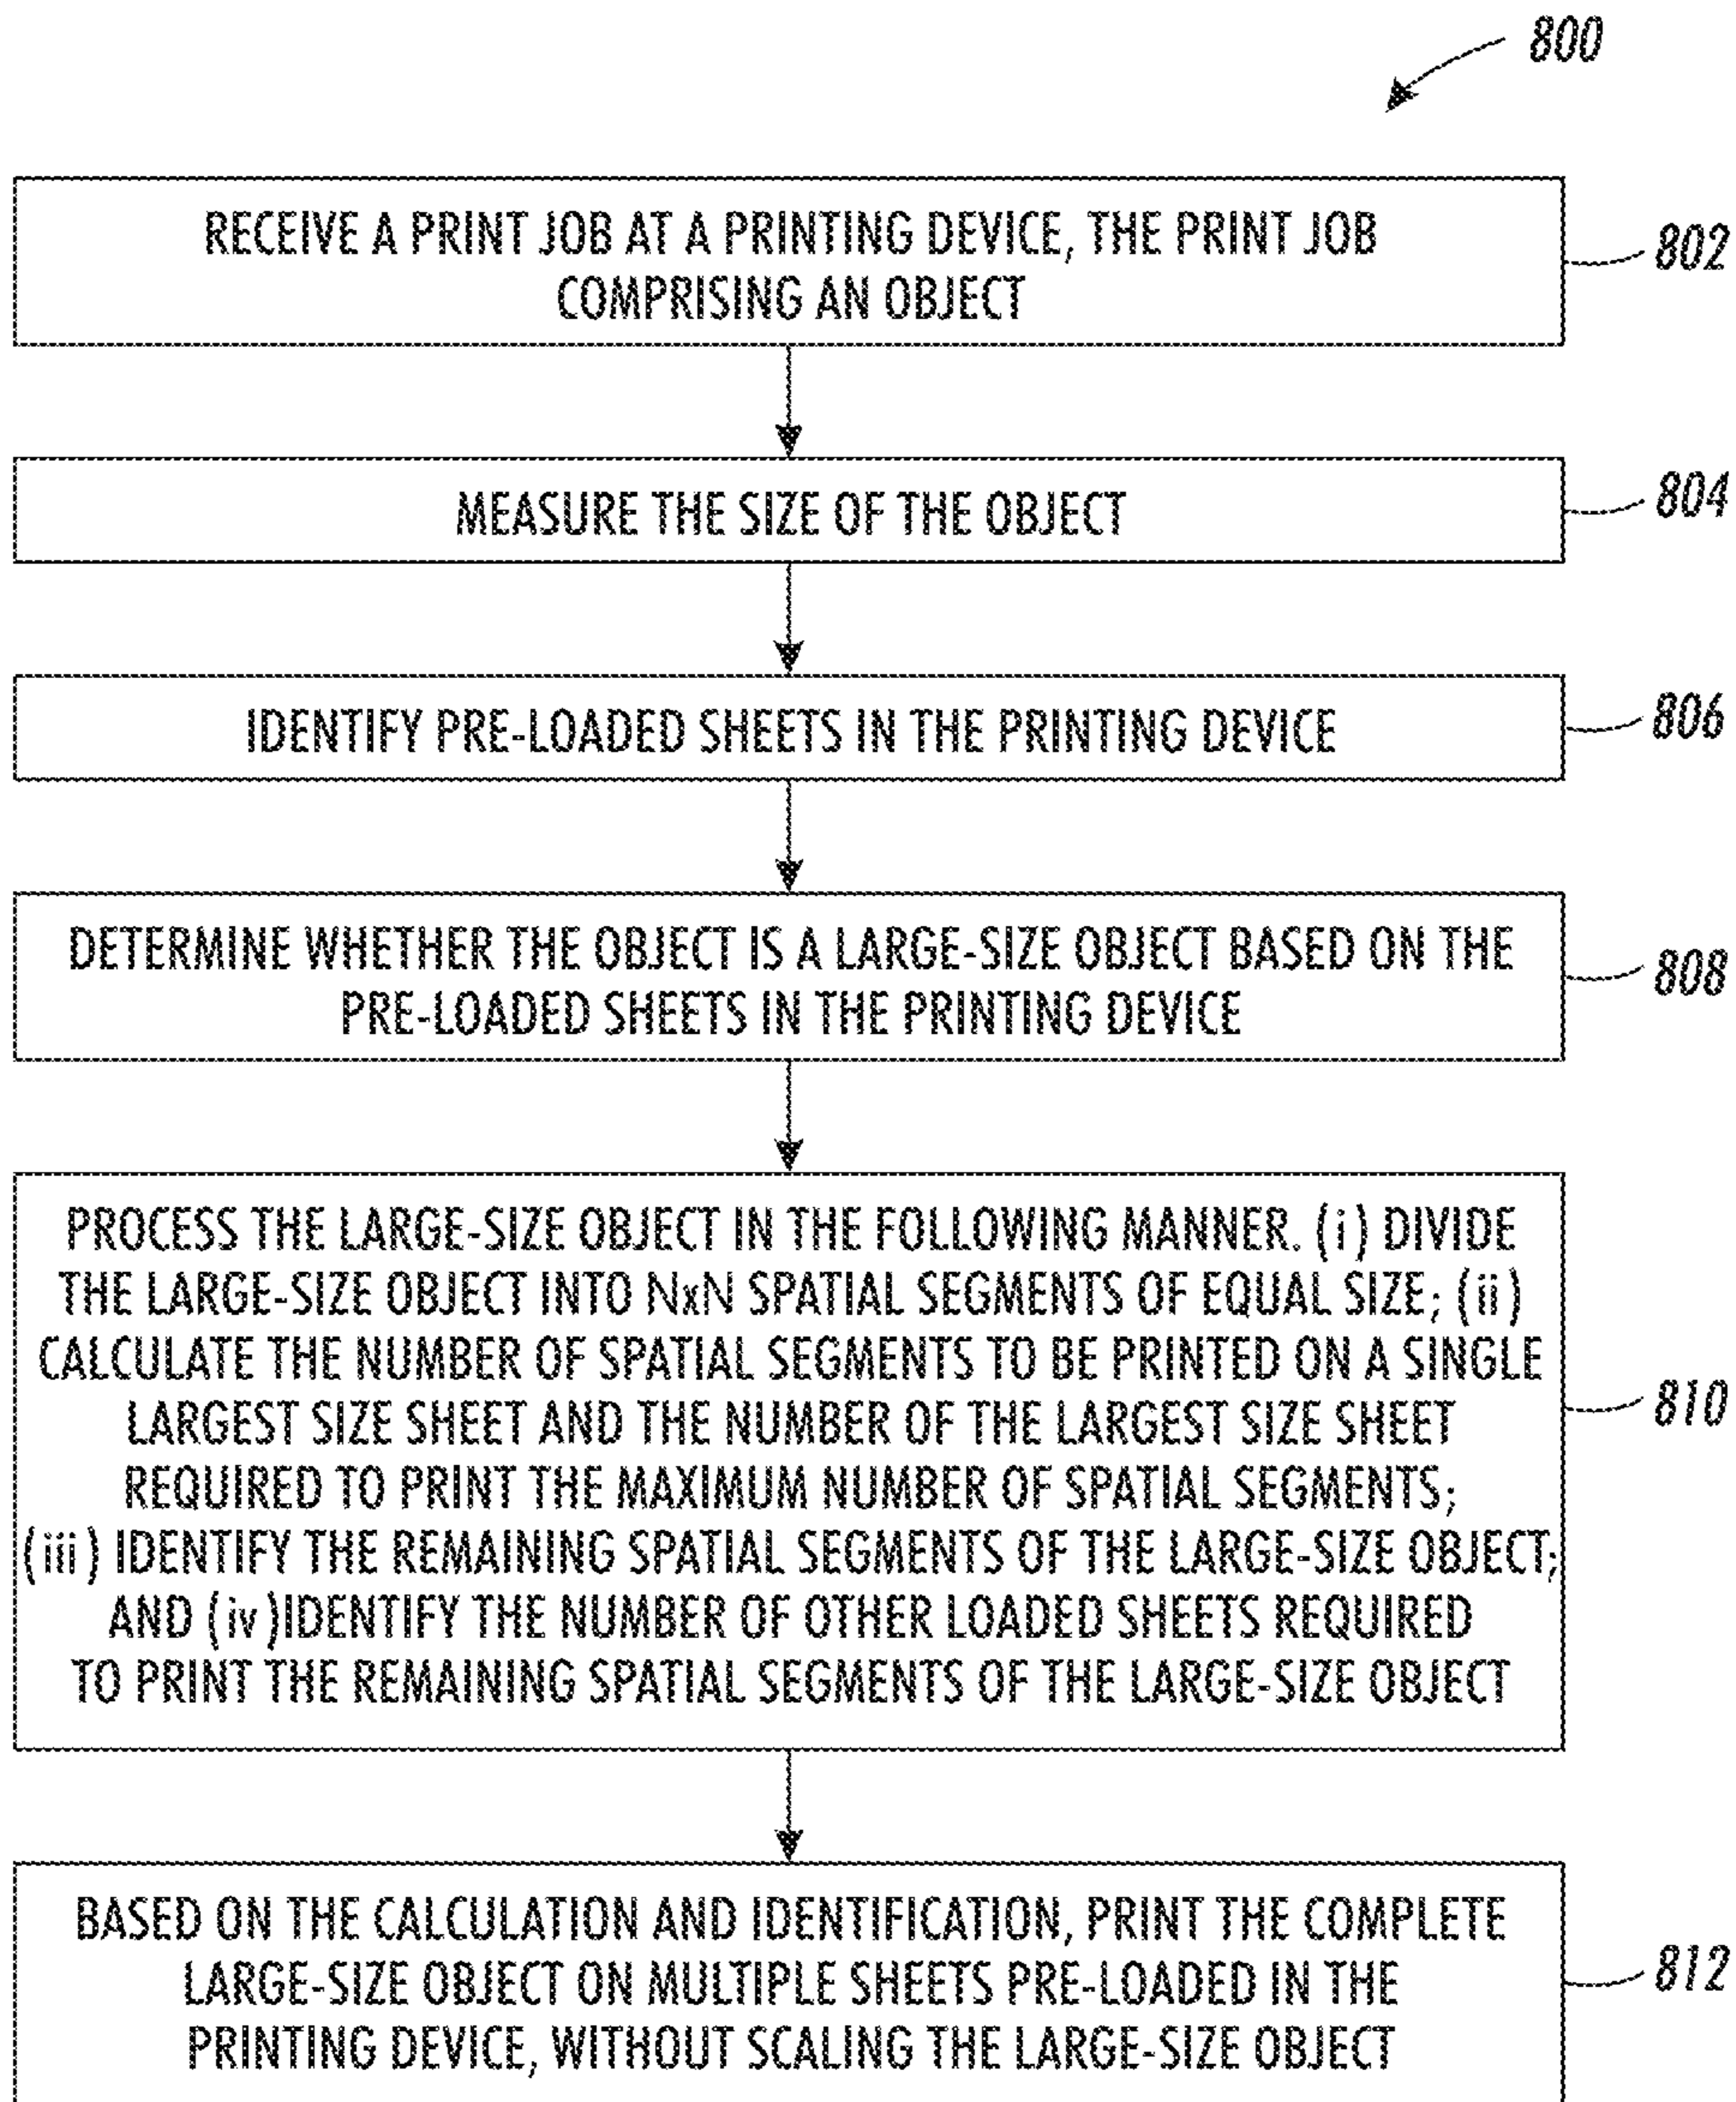 800
RECEIVE A PRINT JOB AT A PRINTING DEVICE, THE PRINT JOB
COMPRISING AN OBJECT
802
MEASURE THE SIZE OF THE OBJECT
804
IDENTIFY PRE-LOADED SHEETS IN THE PRINTING DEVICE
806
DETERMINE WHETHER THE OBJECT IS A LARGE-SIZE OBJECT BASED ON THE
PRE-LOADED SHEETS IN THE PRINTING DEVICE
808
PROCESS THE LARGE-SIZE OBJECT IN THE FOLLOWING MANNER. (i) DIVIDE
THE LARGE-SIZE OBJECT INTO NxN SPATIAL SEGMENTS OF EQUAL SIZE; (ii)
CALCULATE THE NUMBER OF SPATIAL SEGMENTS TO BE PRINTED ON A SINGLE
LARGEST SIZE SHEET AND THE NUMBER OF THE LARGEST SIZE SHEET
REQUIRED TO PRINT THE MAXIMUM NUMBER OF SPATIAL SEGMENTS;
(iii) IDENTIFY THE REMAINING SPATIAL SEGMENTS OF THE LARGE-SIZE OBJECT;
AND (iv)IDENTIFY THE NUMBER OF OTHER LOADED SHEETS REQUIRED
TO PRINT THE REMAINING SPATIAL SEGMENTS OF THE LARGE-SIZE OBJECT
810
BASED ON THE CALCULATION AND IDENTIFICATION, PRINT THE COMPLETE
LARGE-SIZE OBJECT ON MULTIPLE SHEETS PRE-LOADED IN THE
PRINTING DEVICE, WITHOUT SCALING THE LARGE-SIZE OBJECT
812